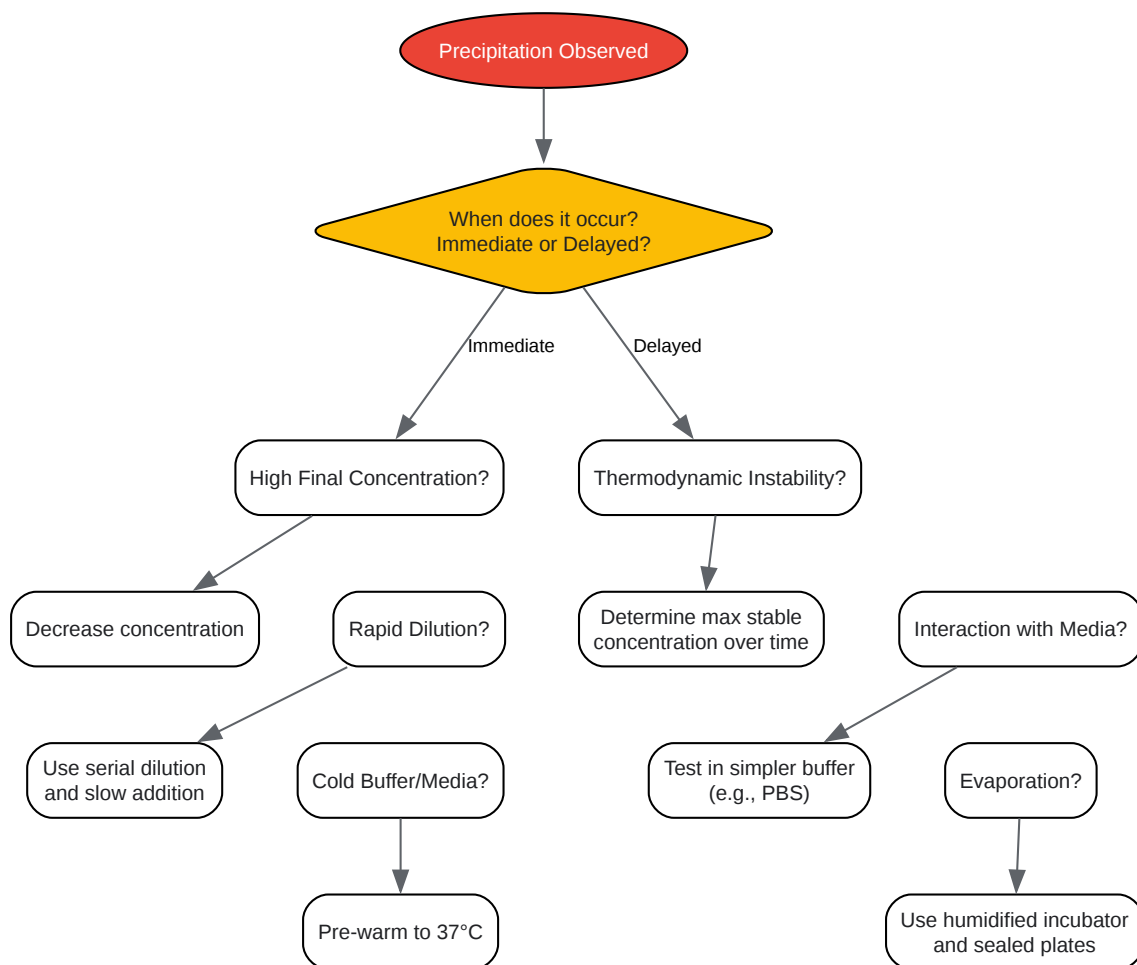 Precipitation Observed
When does it occur?
Immediate or Delayed?
Immediate
Delayed
High Final Concentration?
Thermodynamic Instability?
Decrease concentration
Rapid Dilution?
Determine max stable
concentration over time
Interaction with Media?
Use serial dilution
and slow addition
Cold Buffer/Media?
Test in simpler buffer
(e.g., PBS)
Evaporation?
Pre-warm to 37°C
Use humidified incubator
and sealed plates